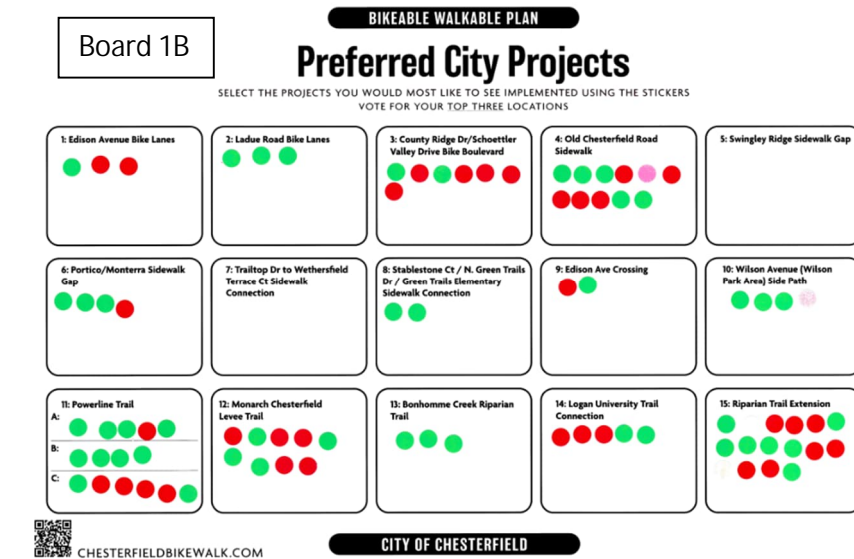 BIKEABLE WALKABLE PLAN
Board 1B
Preferred City Projects
SELECT THE PROJECTS YOU WOULD MOST LIKE TO SEE IMPLEMENTED USING THE STICKERS
VOTE FOR YOUR TOP THREE LOCATIONS
1: Edison Avenue Bike Lanes
2: Ladue Road Bike Lanes
3: County Ridge Dr/Schoettler
Valley Drive Bike Boulevard
4: Old Chesterfield Road
Sidewalk
5: Swingley Ridge Sidewalk Gap
6: Portico/Monterra Sidewalk
Gap
7: Trailtop Dr to Wethersfield
Terrace Ct Sidewalk
Connection
8: Stablestone Ct / N. Green Trails
Dr / Green Trails Elementary
Sidewalk Connection
9: Edison Ave Crossing
10: Wilson Avenue (Wilson
Park Area) Side Path
11: Powerline Trail
A:
B:
C:
12: Monarch Chesterfield
Levee Trail
13: Bonhomme Creek Riparian
Trail
14: Logan University Trail
Connection
15: Riparian Trail Extension
CHESTERFIELDBIKEWALK.COM
CITY OF CHESTERFIELD